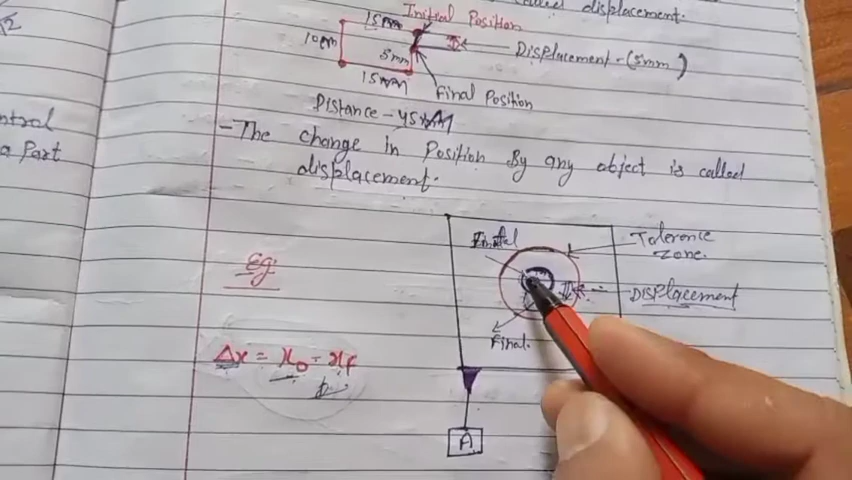 displacement.
Initial Position
15mm
10mm
5mm
Displacement - (5mm)
15mm
Final Position
Distance - 45mm
- The change in Position By any object is called
displacement.
a Part
Eg
Tolerence
Zone.
DISPlacement
Final.
Δx = x₀ - xf
A